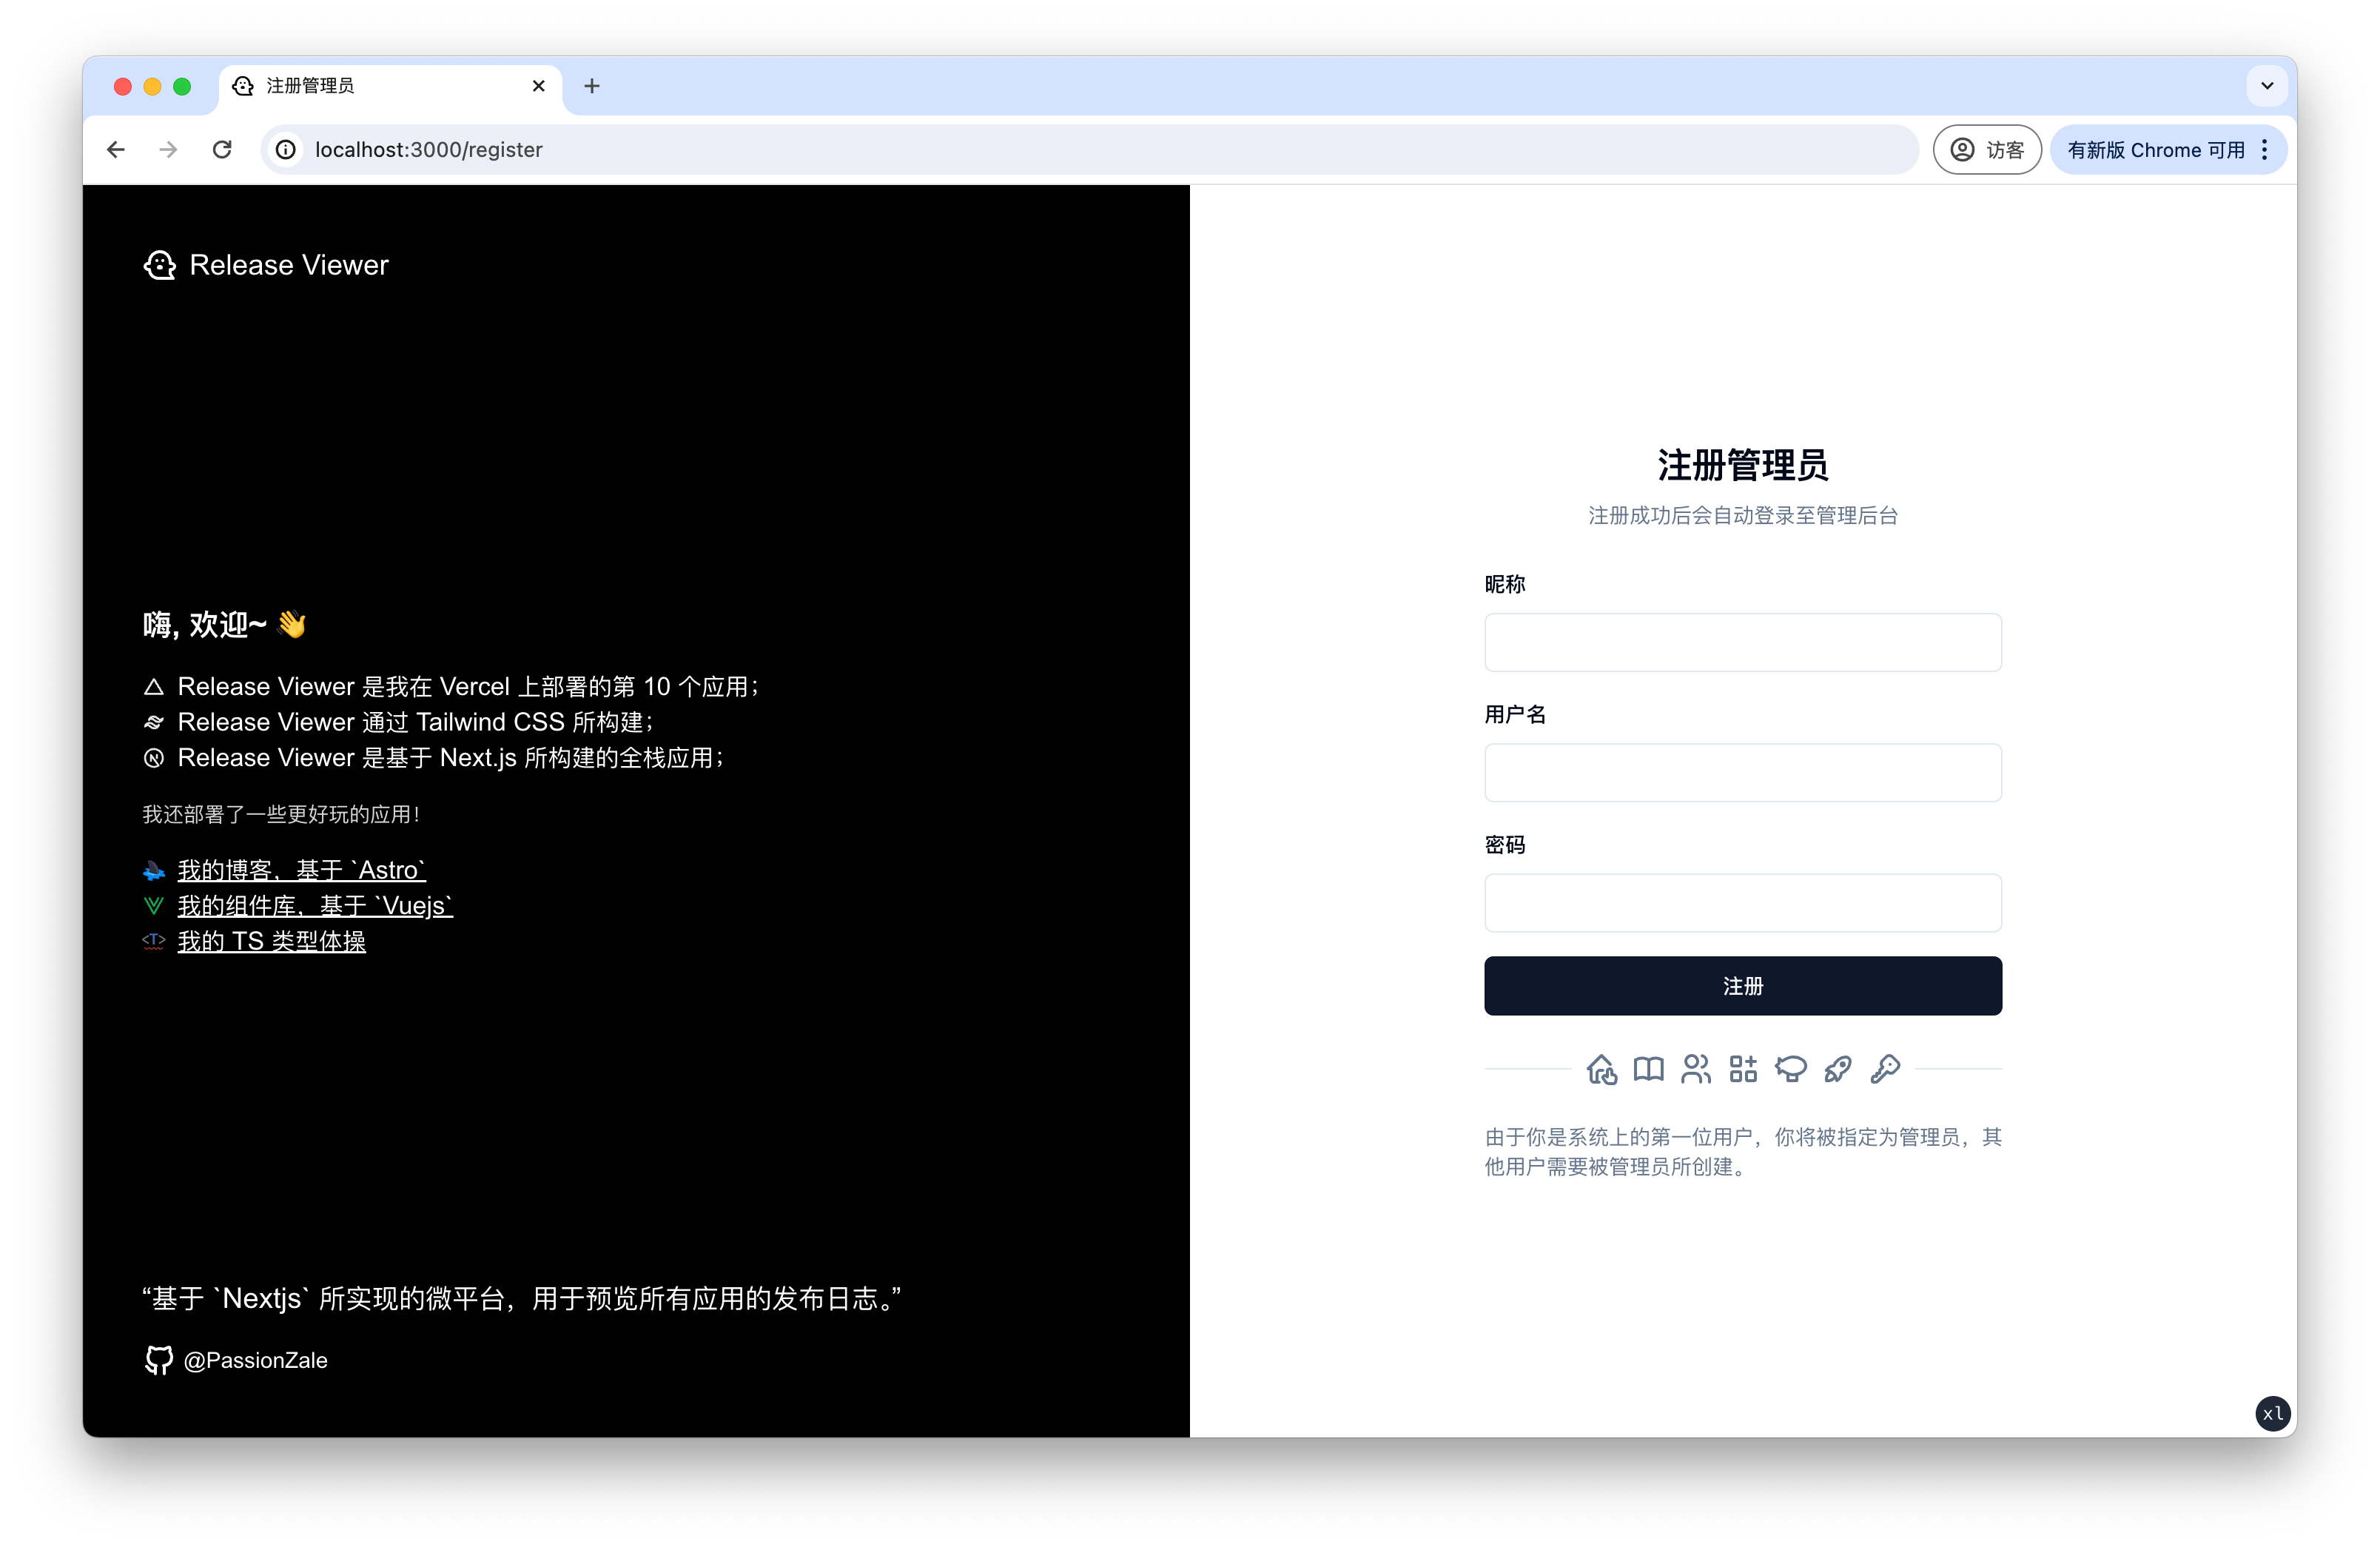 注册管理员
localhost:3000/register
访客
有新版 Chrome 可用
Release Viewer
嗨, 欢迎~ 👋
Release Viewer 是我在 Vercel 上部署的第 10 个应用；
Release Viewer 通过 Tailwind CSS 所构建；
Release Viewer 是基于 Next.js 所构建的全栈应用；
我还部署了一些更好玩的应用！
我的博客，基于 `Astro`
我的组件库，基于 `Vuejs`
<T> 我的 TS 类型体操
“基于 `Nextjs` 所实现的微平台，用于预览所有应用的发布日志。”
@PassionZale
注册管理员
注册成功后会自动登录至管理后台
昵称
用户名
密码
注册
由于你是系统上的第一位用户，你将被指定为管理员，其
他用户需要被管理员所创建。
xl